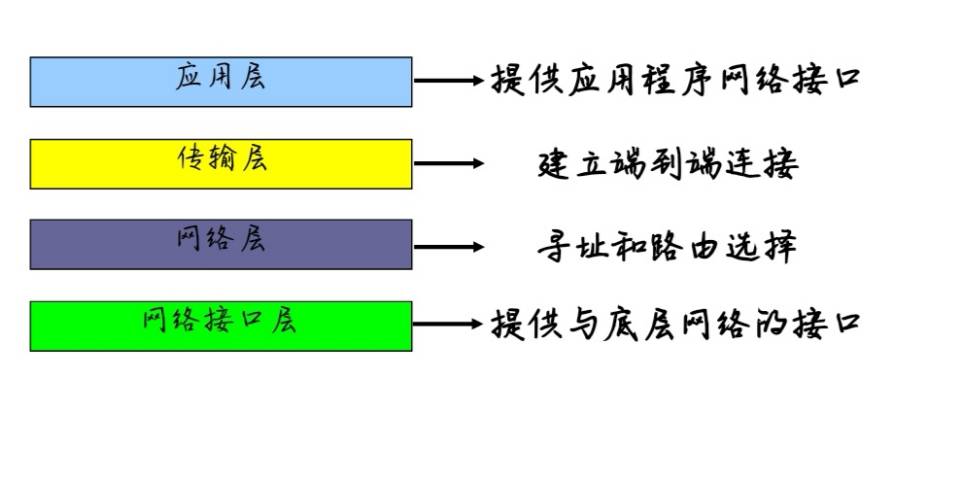 应用层
提供应用程序网络接口
传输层
建立端到端连接
网络层
寻址和路由选择
网络接口层
提供与底层网络的接口